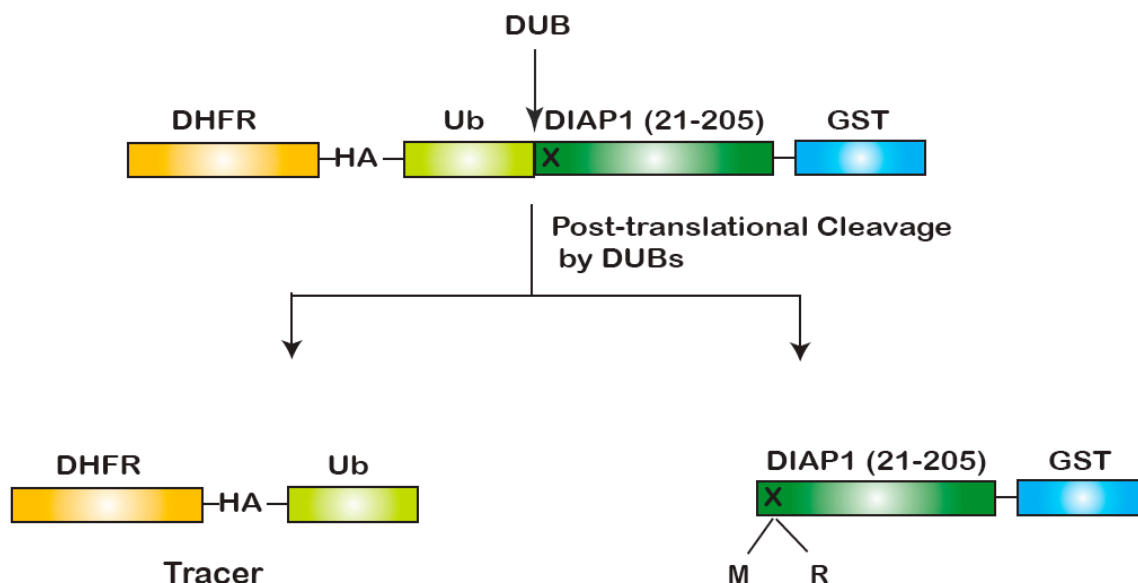 DUB
DHFR Ub DIAP1 (21-205) GST
HA X
Post-translational Cleavage
by DUBs
DHFR Ub DIAP1 (21-205) GST
HA X
Tracer M R